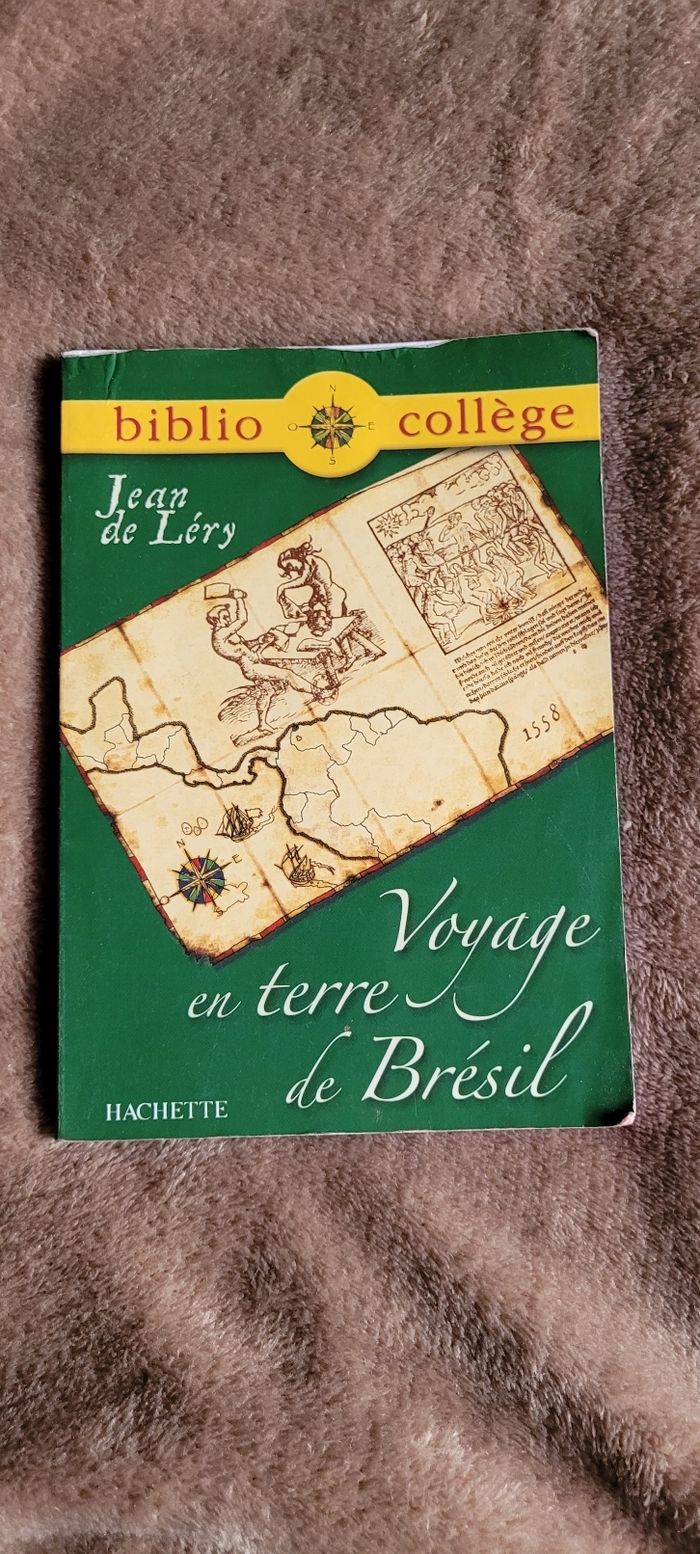 biblio collège
N
O E
S
Jean
de Léry
1558
N
E
Voyage
en terre
de Brésil
HACHETTE